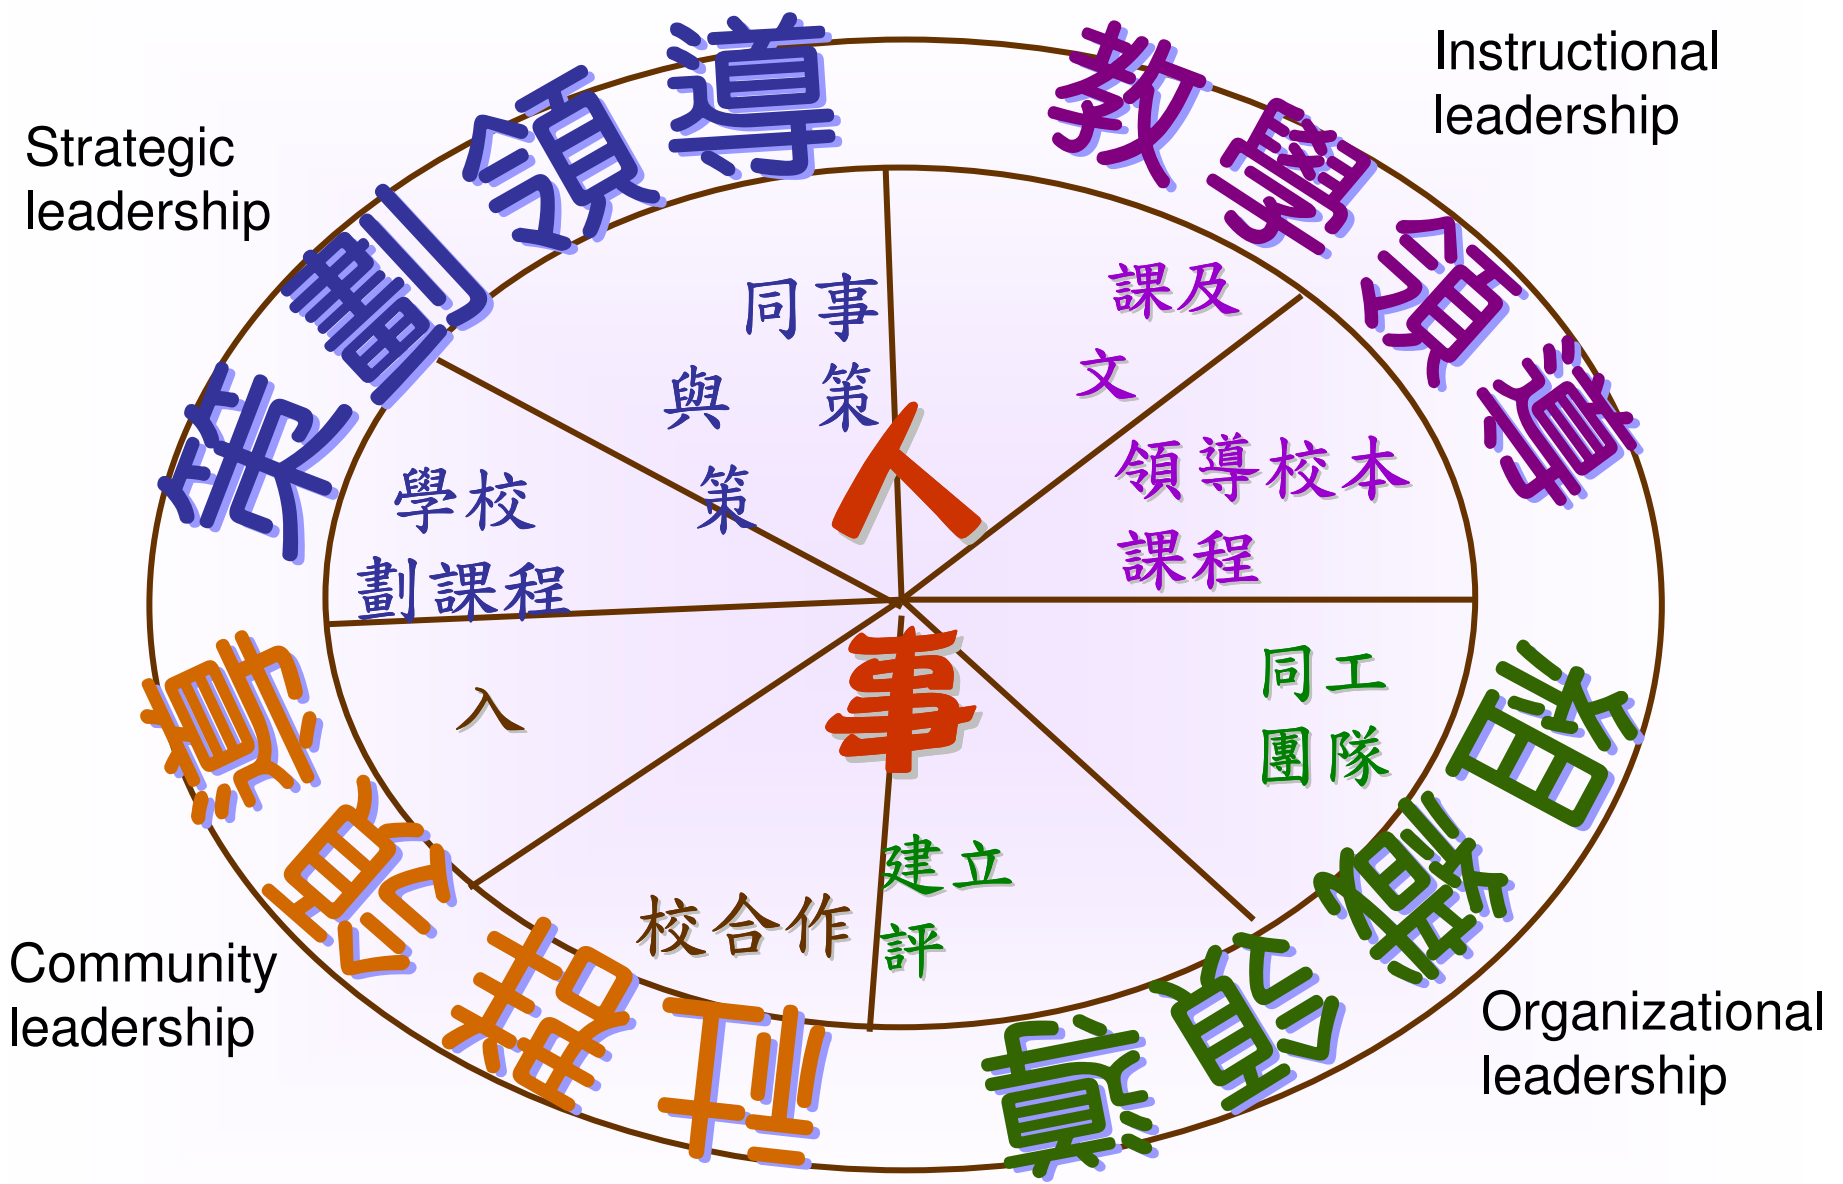 Strategic
leadership
策劃領導
Instructional
leadership
教學領導
同事
與 策
策
學校
劃課程
課及
文
領導校本
課程
人
事
入
校合作
同工
團隊
建立
評
Community
leadership
社群領導
Organizational
leadership
組織領導